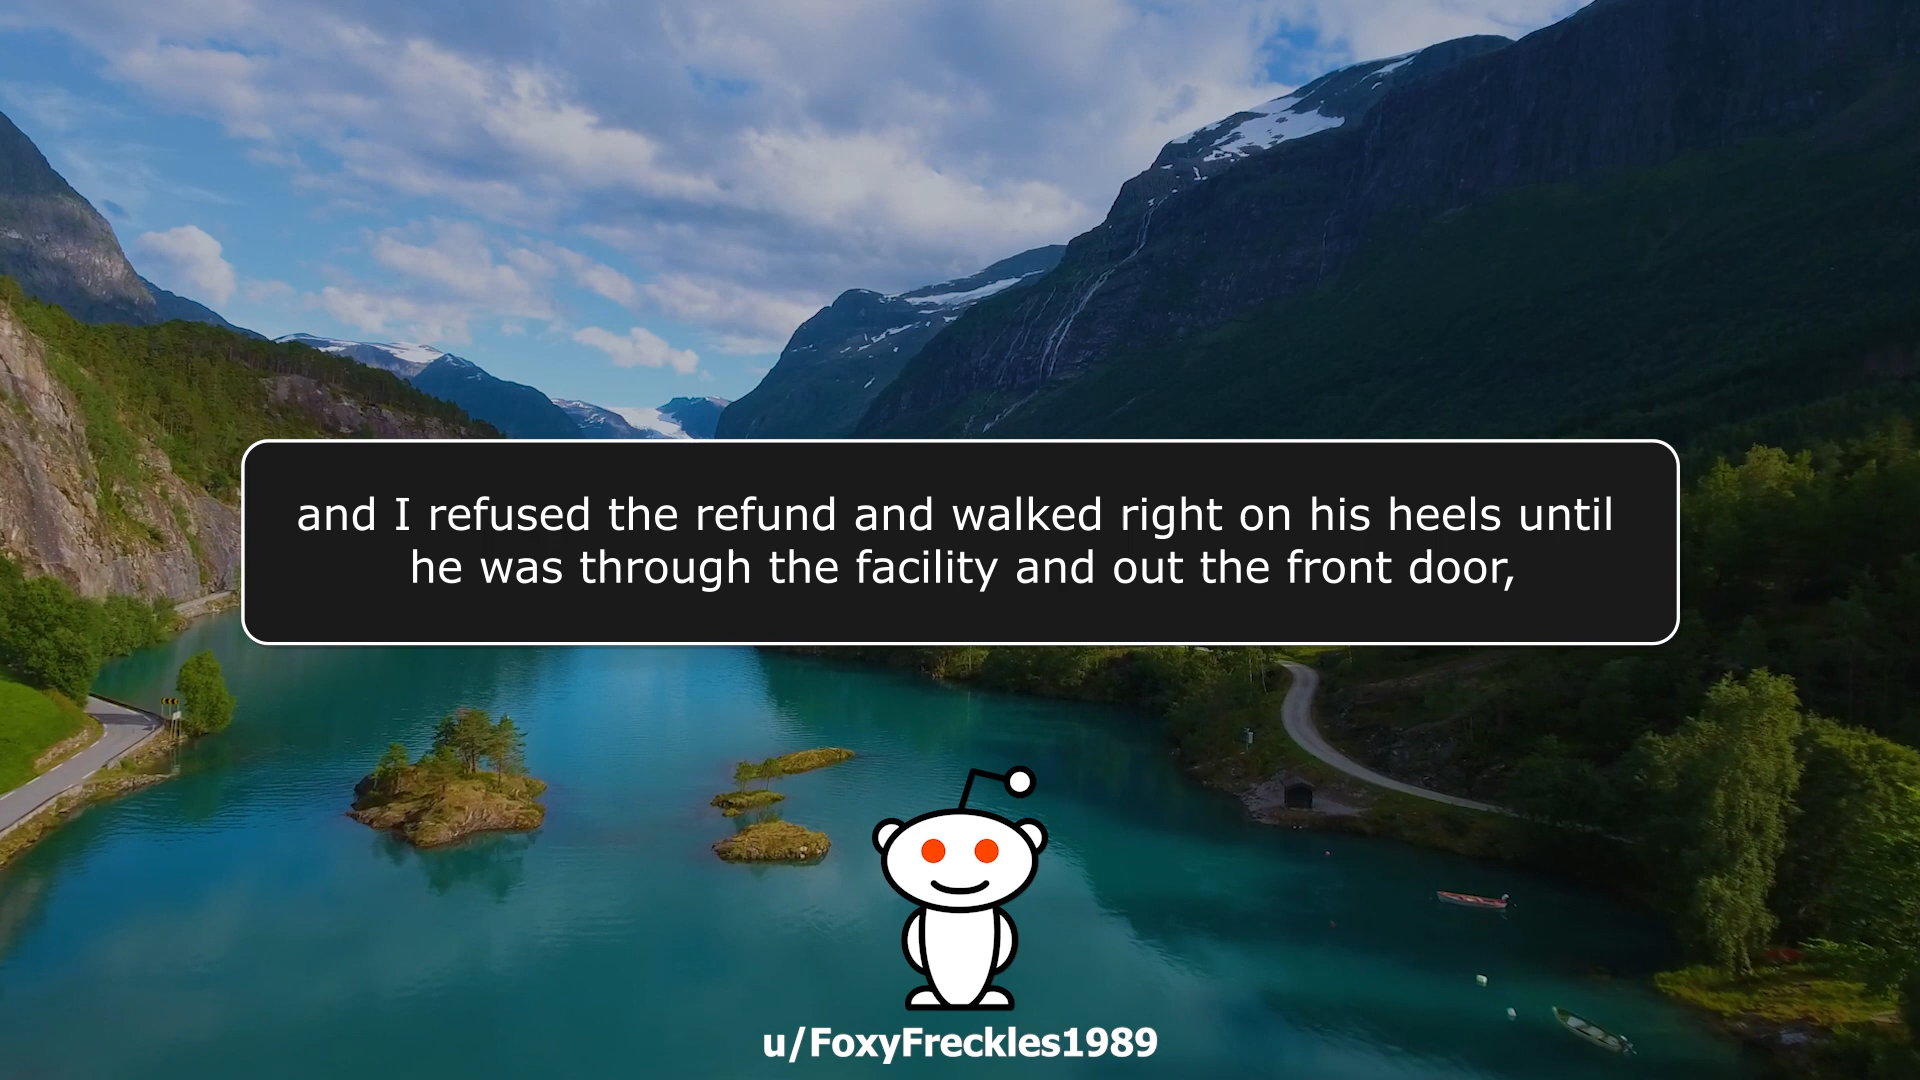 and I refused the refund and walked right on his heels until
he was through the facility and out the front door,
u/FoxyFreckles1989